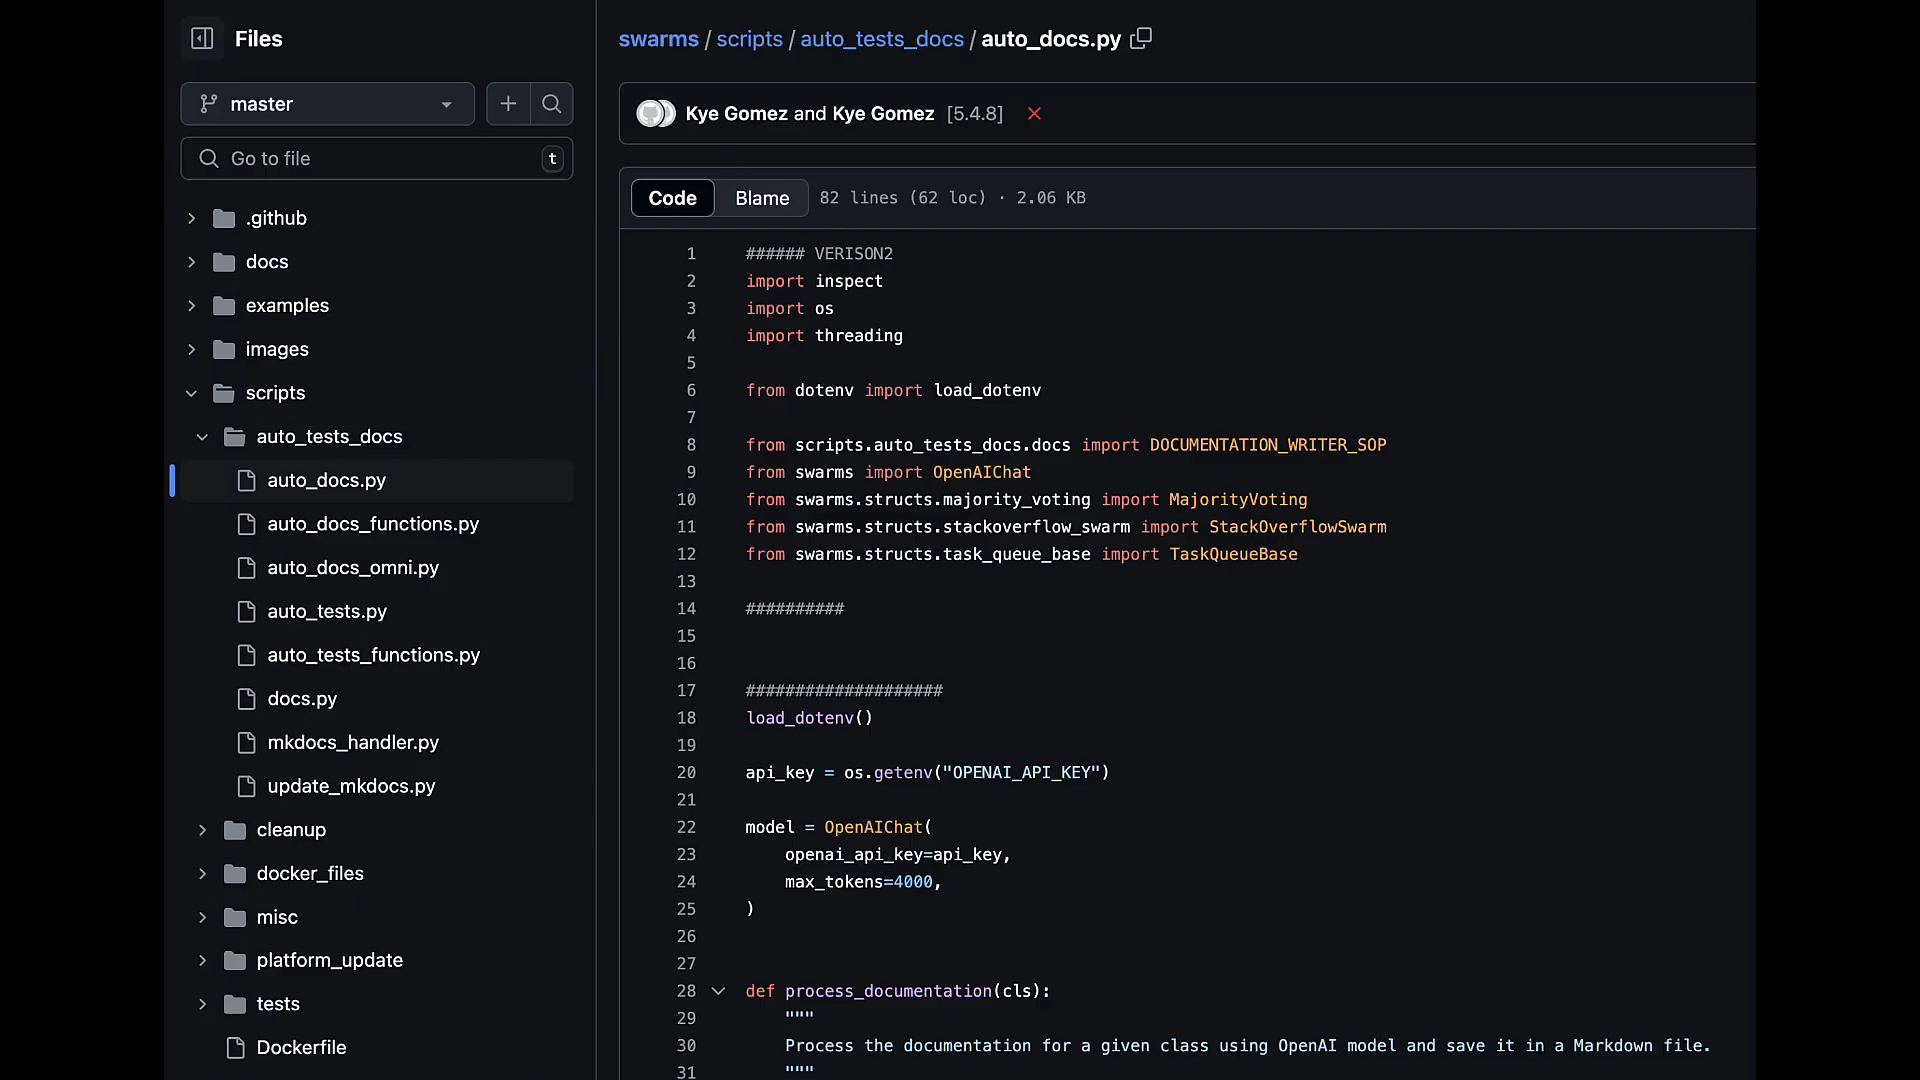 Files
master
Go to file
t
.github
docs
examples
images
scripts
auto_tests_docs
auto_docs.py
auto_docs_functions.py
auto_docs_omni.py
auto_tests.py
auto_tests_functions.py
docs.py
mkdocs_handler.py
update_mkdocs.py
cleanup
docker_files
misc
platform_update
tests
Dockerfile
swarms / scripts / auto_tests_docs / auto_docs.py
Kye Gomez and Kye Gomez [5.4.8]
Code Blame 82 lines (62 loc) · 2.06 KB
1 ###### VERISON2
2 import inspect
3 import os
4 import threading
5
6 from dotenv import load_dotenv
7
8 from scripts.auto_tests_docs.docs import DOCUMENTATION_WRITER_SOP
9 from swarms import OpenAIChat
10 from swarms.structs.majority_voting import MajorityVoting
11 from swarms.structs.stackoverflow_swarm import StackOverflowSwarm
12 from swarms.structs.task_queue_base import TaskQueueBase
13
14 ##########
15
16
17 ####################
18 load_dotenv()
19
20 api_key = os.getenv("OPENAI_API_KEY")
21
22 model = OpenAIChat(
23     openai_api_key=api_key,
24     max_tokens=4000,
25 )
26
27
28 def process_documentation(cls):
29     """
30     Process the documentation for a given class using OpenAI model and save it in a Markdown file.
31     """